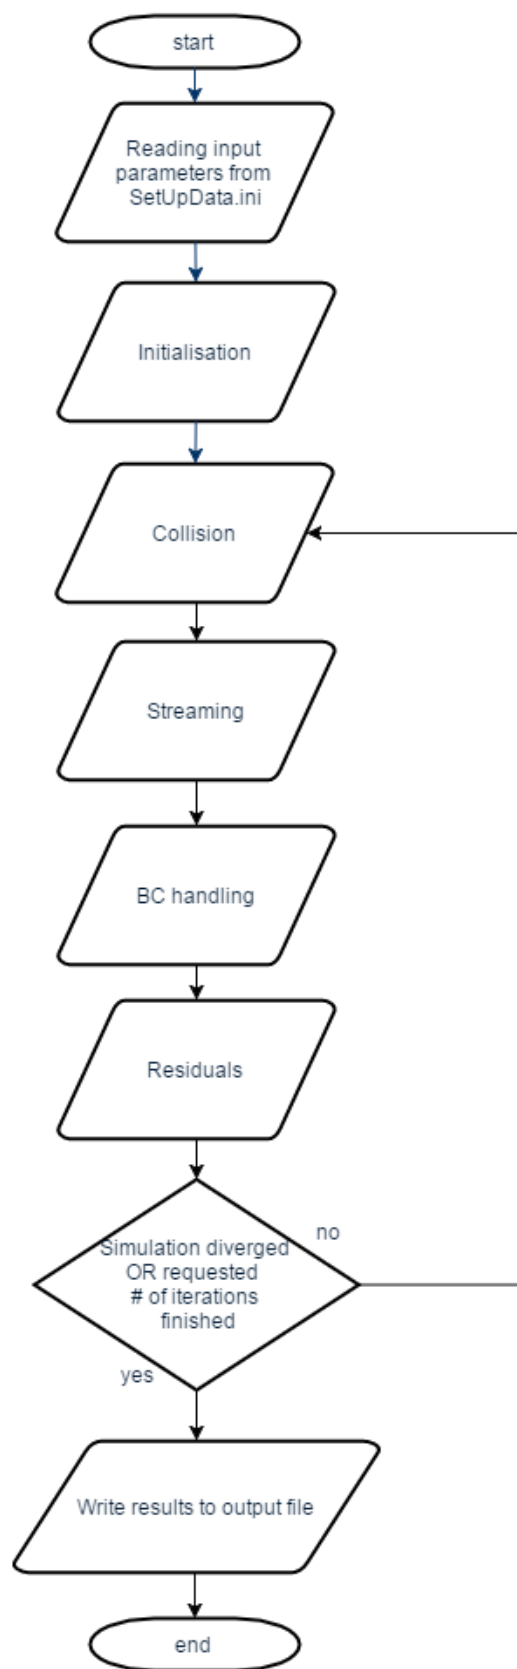 start
Reading input
parameters from
SetUpData.ini
Initialisation
Collision
Streaming
BC handling
Residuals
Simulation diverged
OR requested
# of iterations
finished
no
yes
Write results to output file
end